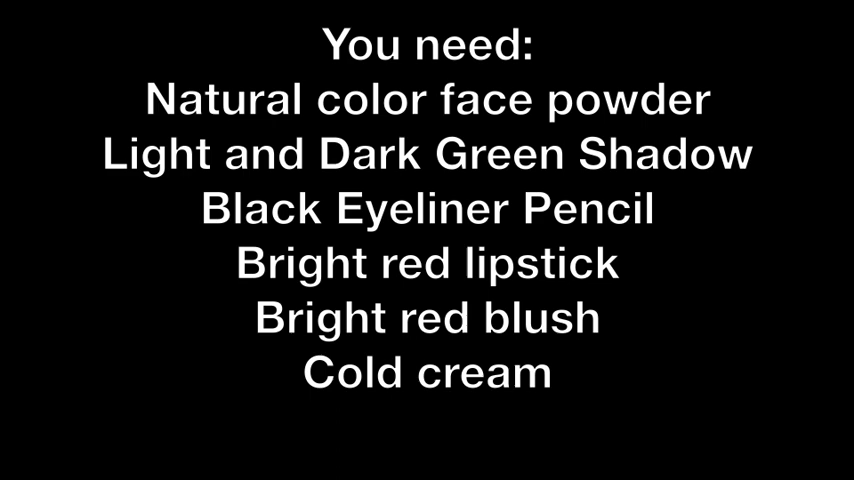 You need:
Natural color face powder
Light and Dark Green Shadow
Black Eyeliner Pencil
Bright red lipstick
Bright red blush
Cold cream